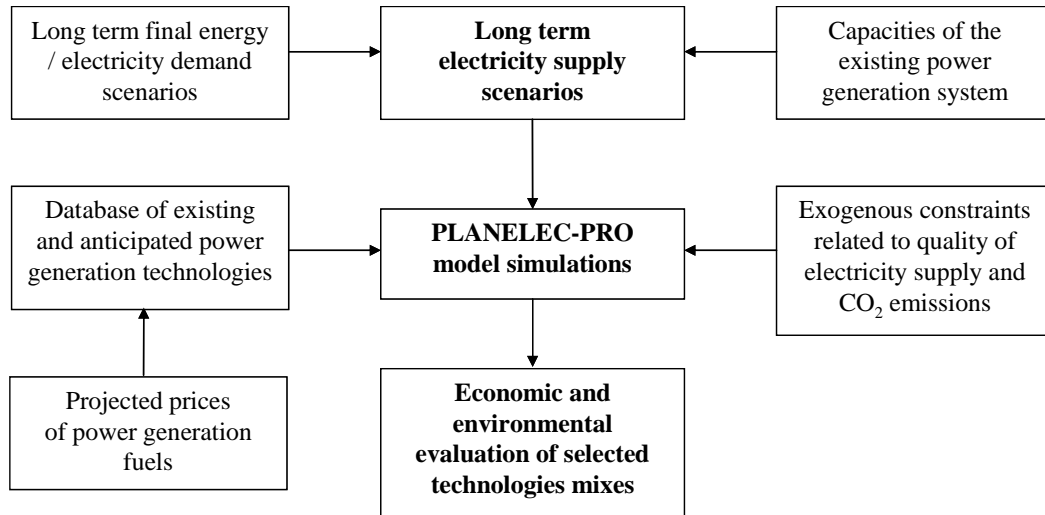 Long term final energy
/ electricity demand
scenarios
Long term
electricity supply
scenarios
Capacities of the
existing power
generation system
Database of existing
and anticipated power
generation technologies
PLANELEC-PRO
model simulations
Exogenous constraints
related to quality of
electricity supply and
CO₂ emissions
Projected prices
of power generation
fuels
Economic and
environmental
evaluation of selected
technologies mixes